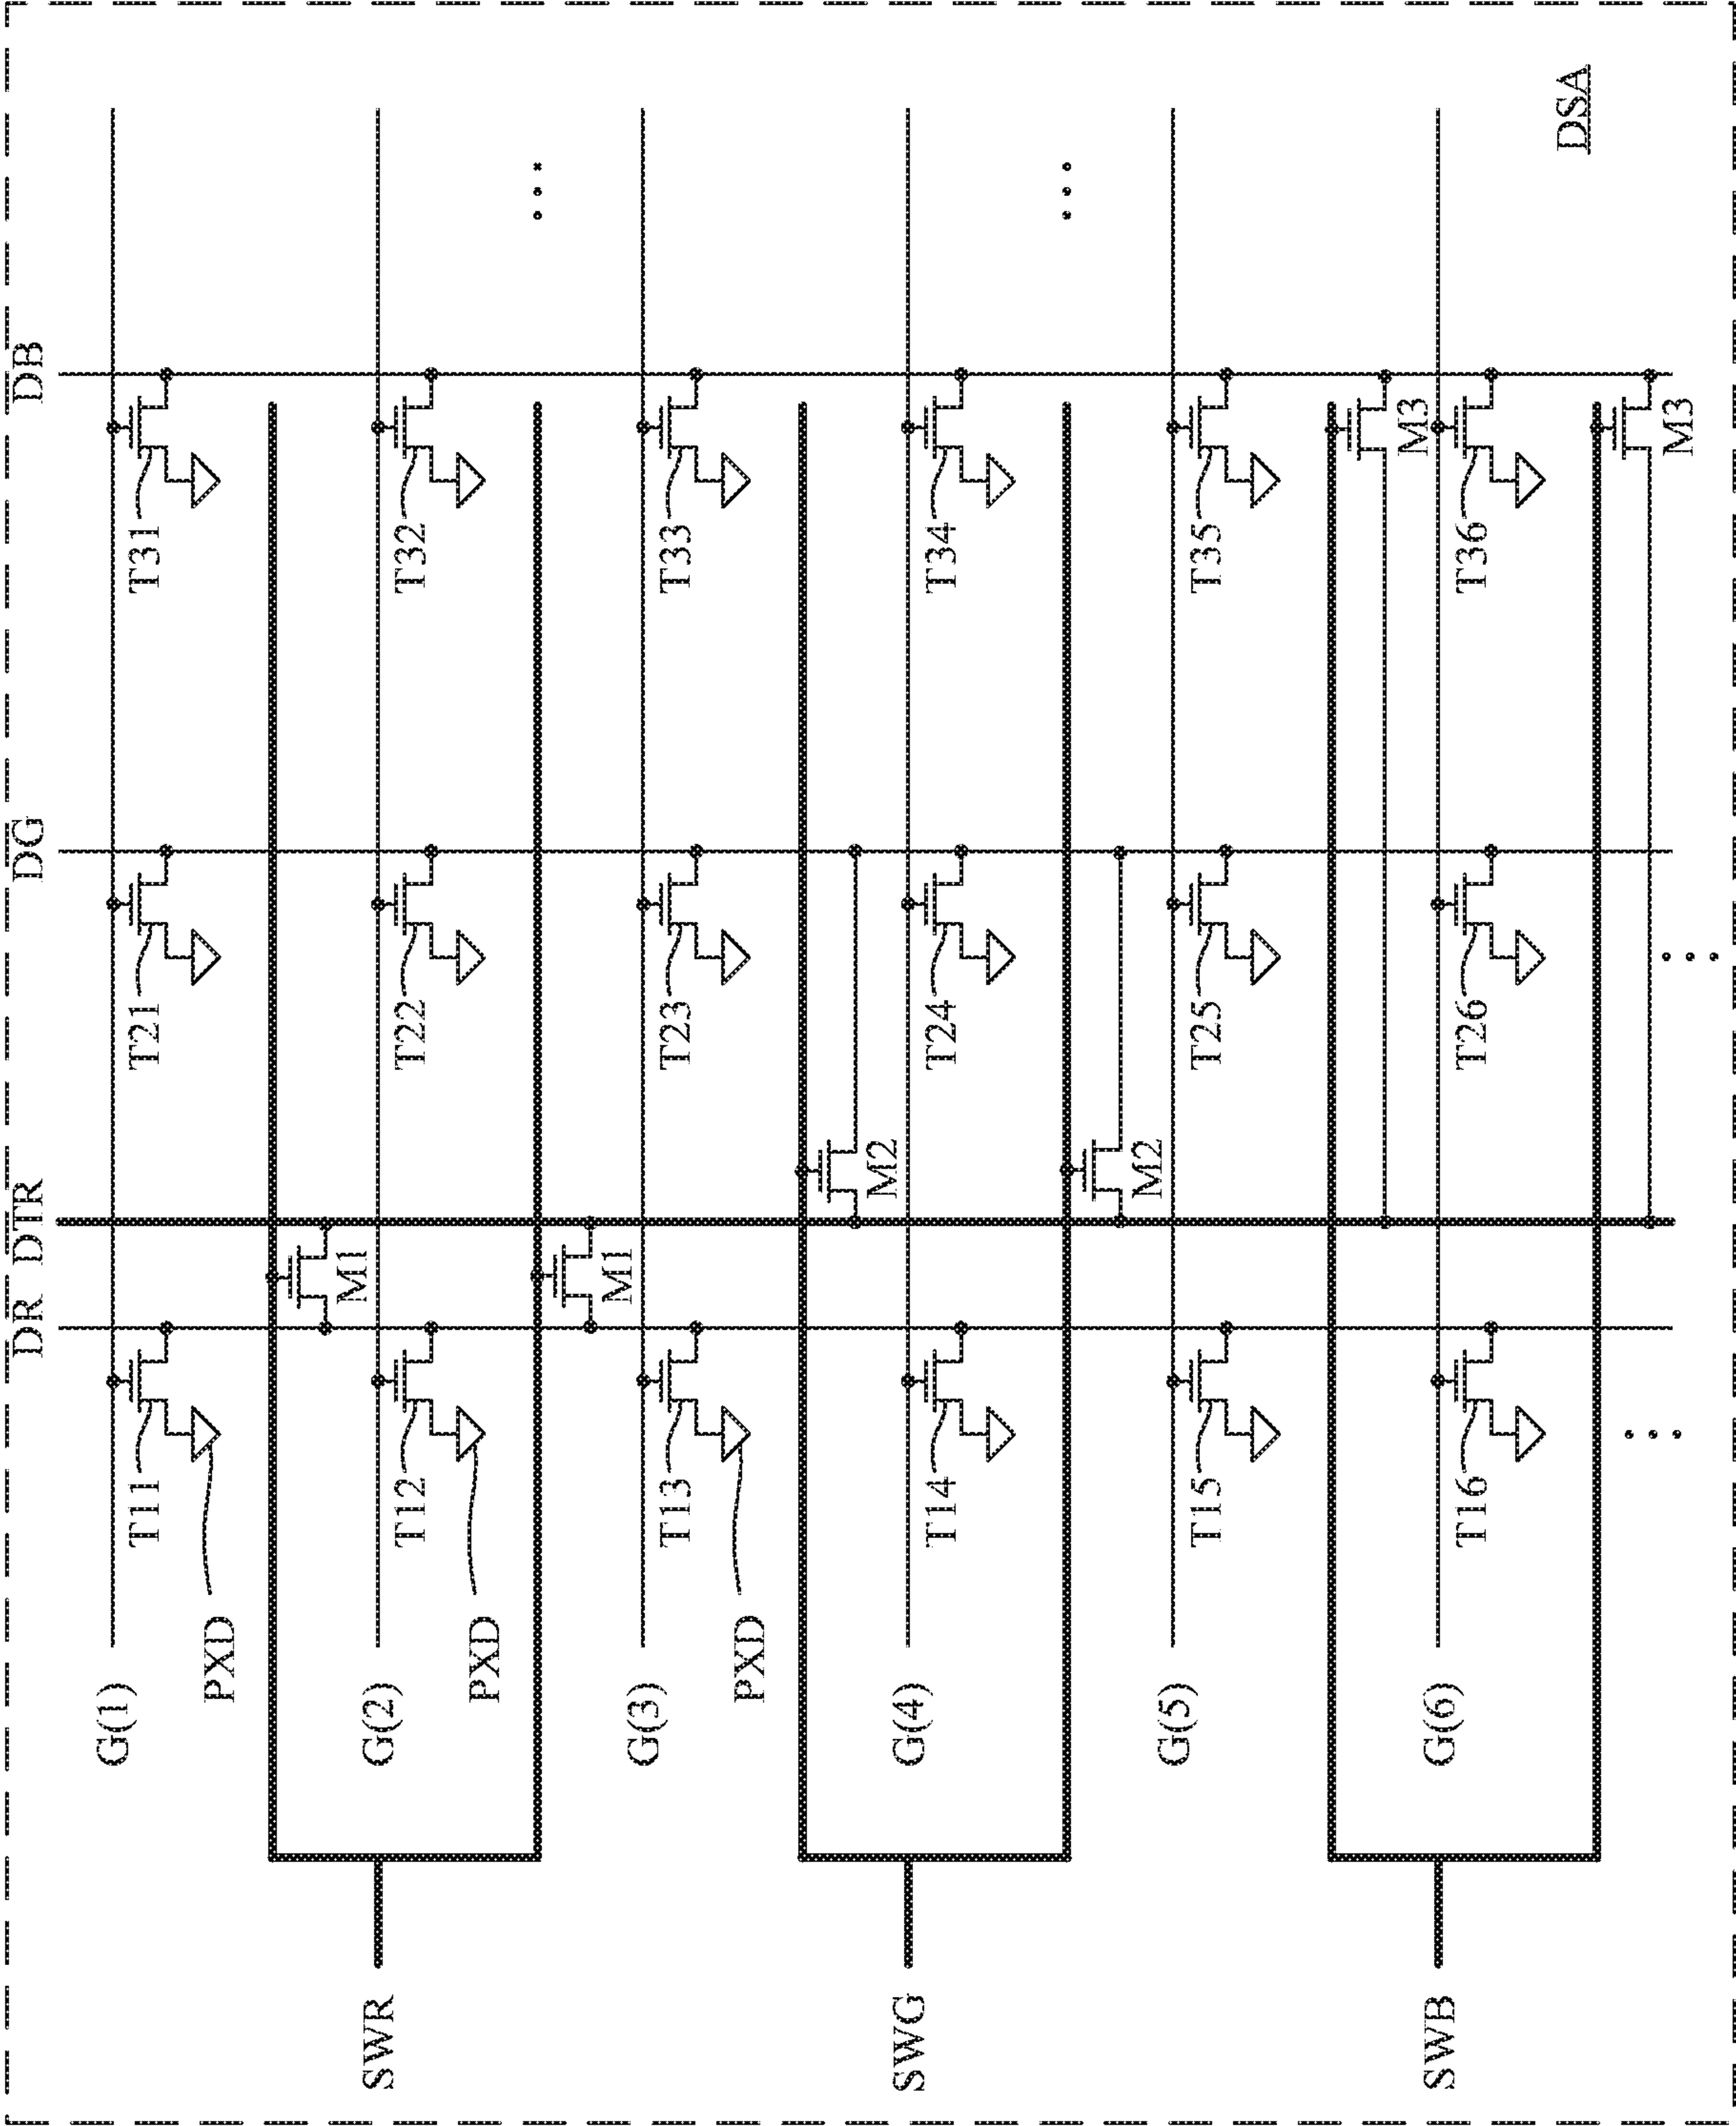 G(1)
PXD
T11
DR
DTR
T21
DG
T31
DB
SWR
G(2)
PXD
T12
M1
T22
T32
G(3)
PXD
T13
M1
T23
T33
SWG
G(4)
T14
M2
T24
T34
G(5)
T15
M2
T25
T35
SWB
G(6)
T16
T26
T36
M3
M3
DSA